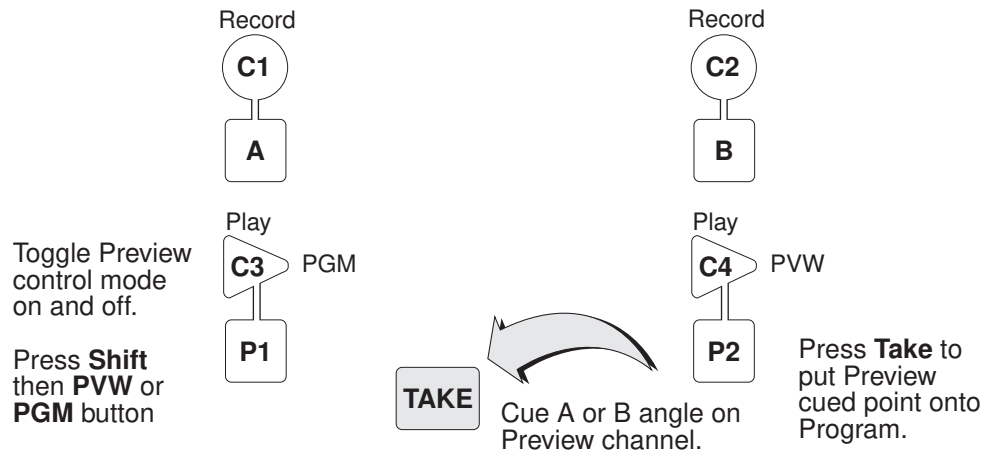 Record
C1
A
Record
C2
B
Play
C3
PGM
P1
Play
C4
PVW
P2
Toggle Preview
control mode
on and off.
Press Shift
then PVW or
PGM button
TAKE
Cue A or B angle on
Preview channel.
Press Take to
put Preview
cued point onto
Program.